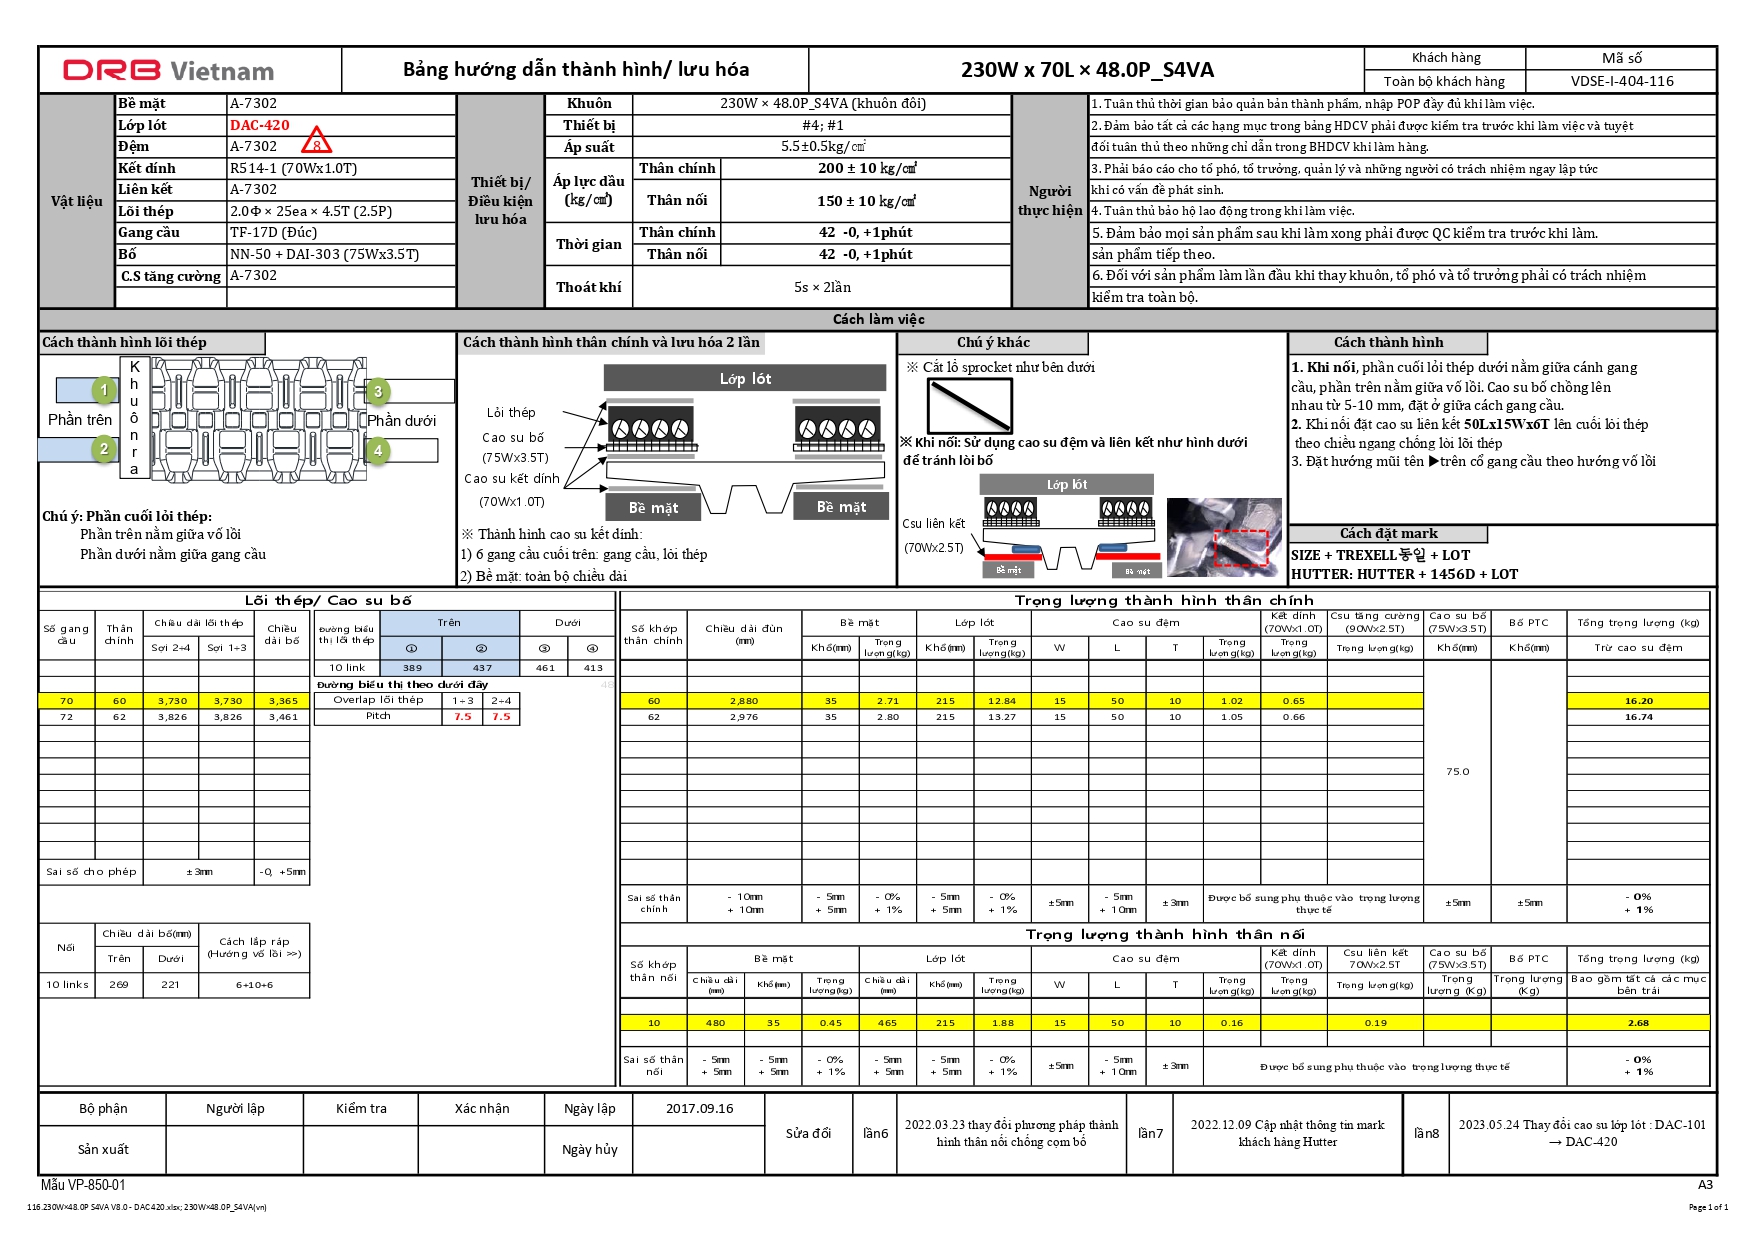 DRB Vietnam
Bảng hướng dẫn thành hình/ lưu hóa
230W x 70L × 48.0P_S4VA
Khách hàng
Mã số
Toàn bộ khách hàng
VDSE-I-404-116
Vật liệu
Bề mặt A-7302
Lớp lót DAC-420
Đệm A-7302 8
Kết dính R514-1 (70Wx1.0T)
Liên kết A-7302
Lõi thép 2.0Φ × 25ea × 4.5T (2.5P)
Gang cầu TF-17D (Đúc)
Bố NN-50 + DAI-303 (75Wx3.5T)
C.S tăng cường A-7302
Thiết bị/
Điều kiện
lưu hóa
Khuôn 230W × 48.0P_S4VA (khuôn đôi)
Thiết bị #4; #1
Áp suất 5.5±0.5kg/㎠
Áp lực dầu
(kg/㎠)
Thân chính 200 ± 10 kg/㎠
Thân nối 150 ± 10 kg/㎠
Thời gian
Thân chính 42 -0, +1phút
Thân nối 42 -0, +1phút
Thoát khí 5s × 2lần
Người
thực hiện
1. Tuân thủ thời gian bảo quản bản thành phẩm, nhập POP đầy đủ khi làm việc.
2. Đảm bảo tất cả các hạng mục trong bảng HDCV phải được kiểm tra trước khi làm việc và tuyệt
đối tuân thủ theo những chỉ dẫn trong BHDCV khi làm hàng.
3. Phải báo cáo cho tổ phó, tổ trưởng, quản lý và những người có trách nhiệm ngay lập tức
khi có vấn đề phát sinh.
4. Tuân thủ bảo hộ lao động trong khi làm việc.
5. Đảm bảo mọi sản phẩm sau khi làm xong phải được QC kiểm tra trước khi làm.
sản phẩm tiếp theo.
6. Đối với sản phẩm làm lần đầu khi thay khuôn, tổ phó và tổ trưởng phải có trách nhiệm
kiểm tra toàn bộ.
Cách làm việc
Cách thành hình lõi thép
1
2
3
4
Phần trên
Khuôn ra
Phần dưới
Chú ý: Phần cuối lỏi thép:
Phần trên nằm giữa vố lồi
Phần dưới nằm giữa gang cầu
Cách thành hình thân chính và lưu hóa 2 lần
Lớp lót
Lỏi thép
Cao su bố
(75Wx3.5T)
Cao su kết dính
(70Wx1.0T)
Bề mặt
Bề mặt
※ Thành hình cao su kết dính:
1) 6 gang cầu cuối trên: gang cầu, lỏi thép
2) Bề mặt: toàn bộ chiều dài
Chú ý khác
※ Cắt lổ sprocket như bên dưới
※ Khi nối: Sử dụng cao su đệm và liên kết như hình dưới
để tránh lòi bố
Lớp lót
Csu liên kết
(70Wx2.5T)
Bề mặt
Bề mặt
Cách thành hình
1. Khi nối, phần cuối lỏi thép dưới nằm giữa cánh gang
cầu, phần trên nằm giữa vố lồi. Cao su bố chồng lên
nhau từ 5-10 mm, đặt ở giữa cách gang cầu.
2. Khi nối đặt cao su liên kết 50Lx15Wx6T lên cuối lỏi thép
theo chiều ngang chống lòi lõi thép
3. Đặt hướng mũi tên ▶trên cổ gang cầu theo hướng vố lồi
Cách đặt mark
SIZE + TREXELL동일 + LOT
HUTTER: HUTTER + 1456D + LOT
Lõi thép/ Cao su bố
Số gang cầu Thân chính Chiều dài lõi thép Chiều dài bố
Sợi 2÷4 Sợi 1÷3
70 60 3,730 3,730 3,365
72 62 3,826 3,826 3,461
Sai số cho phép ±3mm -0, +5mm
Đường biểu thị lõi thép Trên Dưới
① ② ③ ④
10 link 389 437 461 413
Đường biểu thị theo dưới đây 48
Overlap lõi thép 1÷3 2÷4
Pitch 7.5 7.5
Nối Chiều dài bố(mm) Cách lắp ráp (Hướng vố lồi >>)
Trên Dưới
10 links 269 221 6+10+6
Trọng lượng thành hình thân chính
Số khớp thân chính Chiều dài đùn (mm) Bề mặt Lớp lót Cao su đệm Kết dính (70Wx1.0T) Csu tăng cường (90Wx2.5T) Cao su bố (75Wx3.5T) Bố PTC Tổng trọng lượng (kg)
Khổ(mm) Trọng lượng(kg) Khổ(mm) Trọng lượng(kg) W L T Trọng lượng(kg) Trọng lượng(kg) Trọng lượng(kg) Khổ(mm) Khổ(mm) Trừ cao su đệm
60 2,880 35 2.71 215 12.84 15 50 10 1.02 0.65 16.20
62 2,976 35 2.80 215 13.27 15 50 10 1.05 0.66 16.74
75.0
Sai số thân chính - 10mm + 10mm - 5mm + 5mm - 0% + 1% - 5mm + 5mm - 0% + 1% ±5mm - 5mm + 10mm ±3mm Được bổ sung phụ thuộc vào trọng lượng thực tế ±5mm ±5mm - 0% + 1%
Trọng lượng thành hình thân nối
Số khớp thân nối Bề mặt Lớp lót Cao su đệm Kết dính (70Wx1.0T) Csu liên kết 70Wx2.5T Cao su bố (75Wx3.5T) Bố PTC Tổng trọng lượng (kg)
Chiều dài (mm) Khổ(mm) Trọng lượng(kg) Chiều dài (mm) Khổ(mm) Trọng lượng(kg) W L T Trọng lượng(kg) Trọng lượng(kg) Trọng lượng(kg) Trọng lượng (Kg) Trọng lượng (Kg) Bao gồm tất cả các mục bên trái
10 480 35 0.45 465 215 1.88 15 50 10 0.16 0.19 2.68
Sai số thân nối - 5mm + 5mm - 5mm + 5mm - 0% + 1% - 5mm + 5mm - 5mm + 5mm - 0% + 1% ±5mm - 5mm + 10mm ±3mm Được bổ sung phụ thuộc vào trọng lượng thực tế - 0% + 1%
Bộ phận Người lập Kiểm tra Xác nhận Ngày lập 2017.09.16
Sản xuất Ngày hủy
Sửa đổi
lần6
2022.03.23 thay đổi phương pháp thành
hình thân nối chống cọm bố
lần7
2022.12.09 Cập nhật thông tin mark
khách hàng Hutter
lần8
2023.05.24 Thay đổi cao su lớp lót : DAC-101
→ DAC-420
Mẫu VP-850-01
A3
116.230W×48.0P S4VA V8.0 - DAC420.xlsx; 230W×48.0P_S4VA(vn)
Page 1 of 1